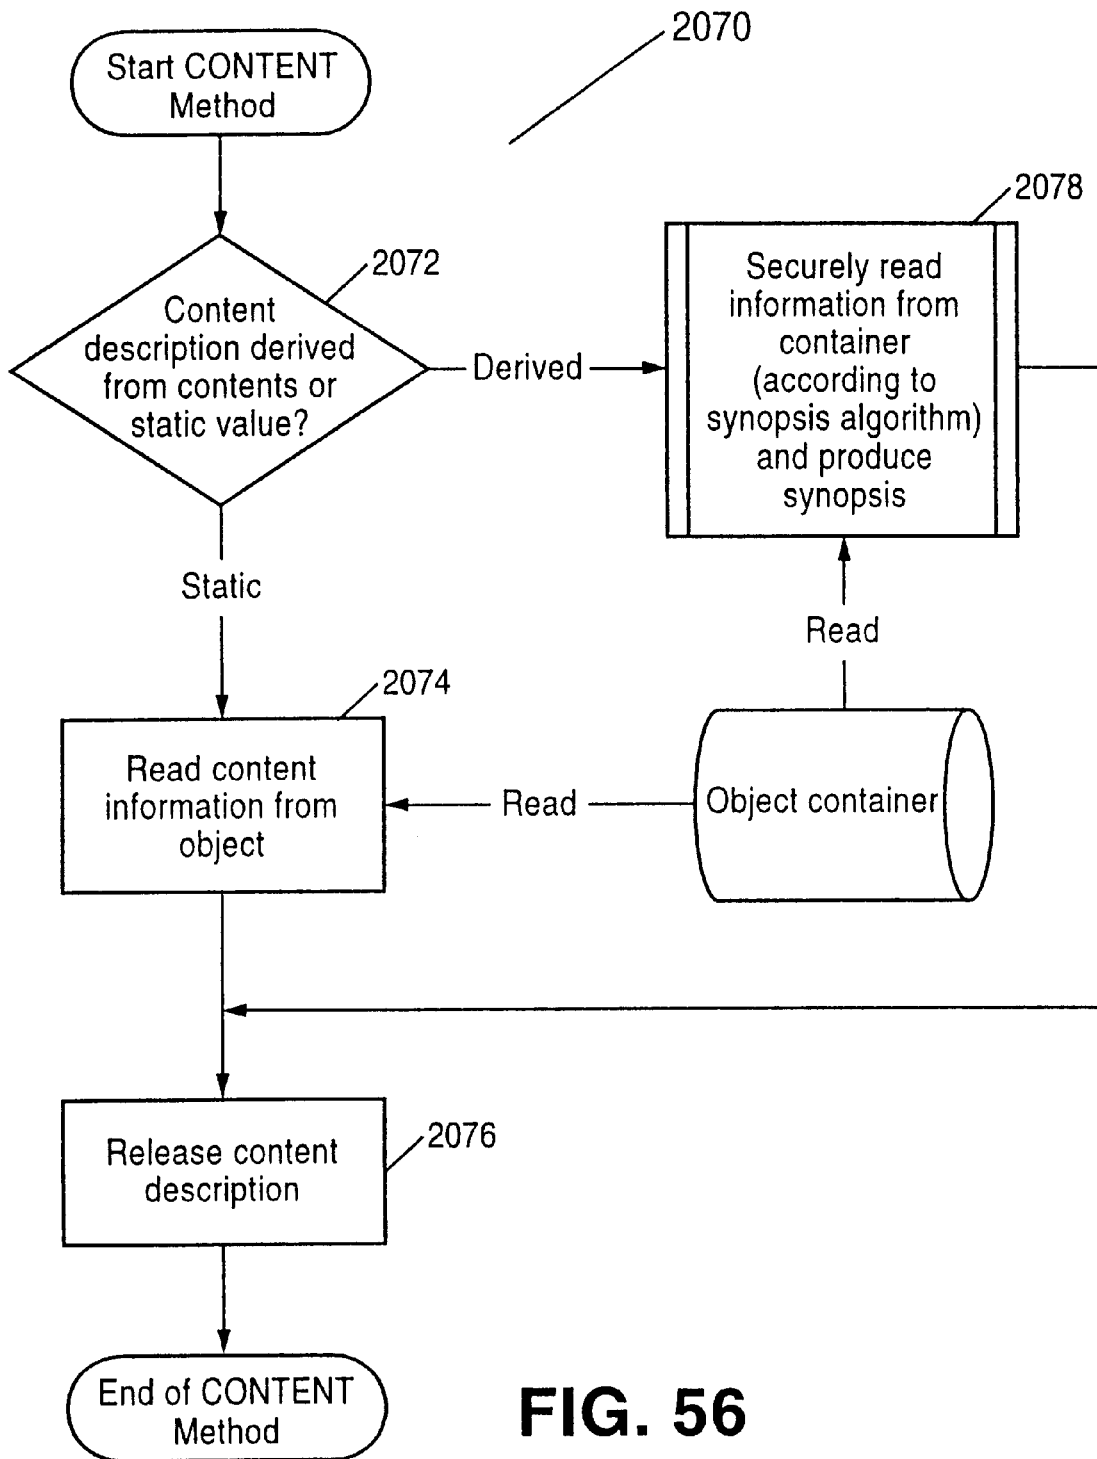 2070
Start CONTENT
Method
2072
Content
description derived
from contents or
static value?
Derived
2078
Securely read
information from
container
(according to
synopsis algorithm)
and produce
synopsis
Static
Read
2074
Read content
information from
object
Read
Object container
2076
Release content
description
End of CONTENT
Method
FIG. 56